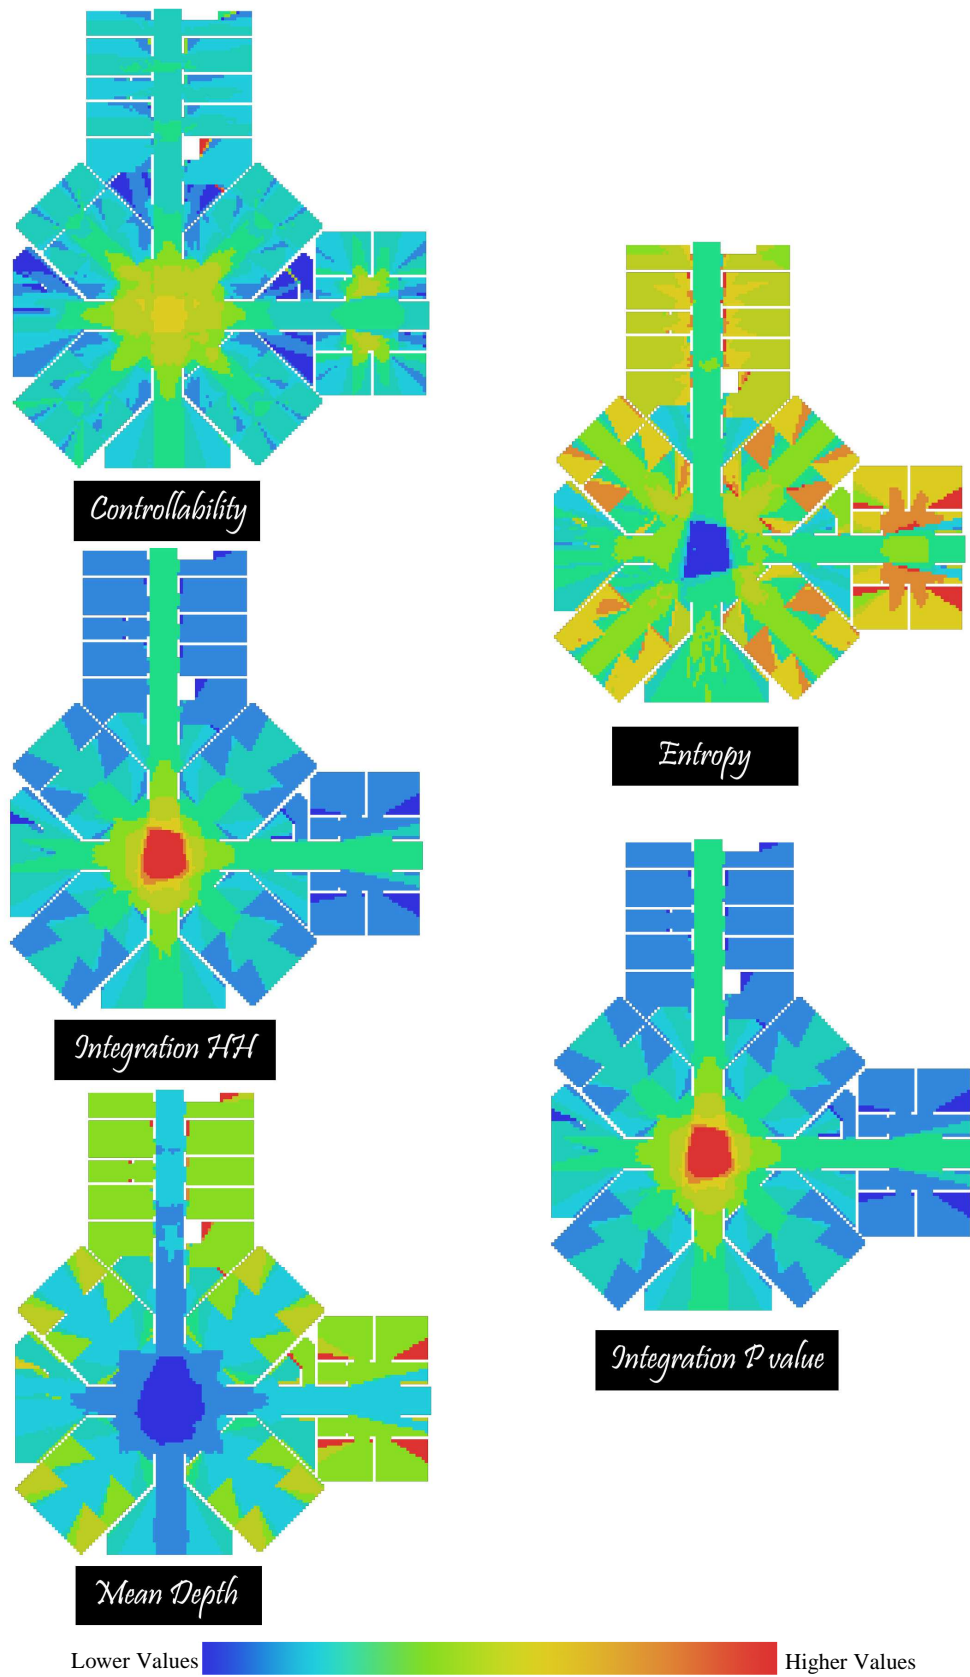 Controllability
Entropy
Integration HH
Integration P value
Mean Depth
Lower Values
Higher Values